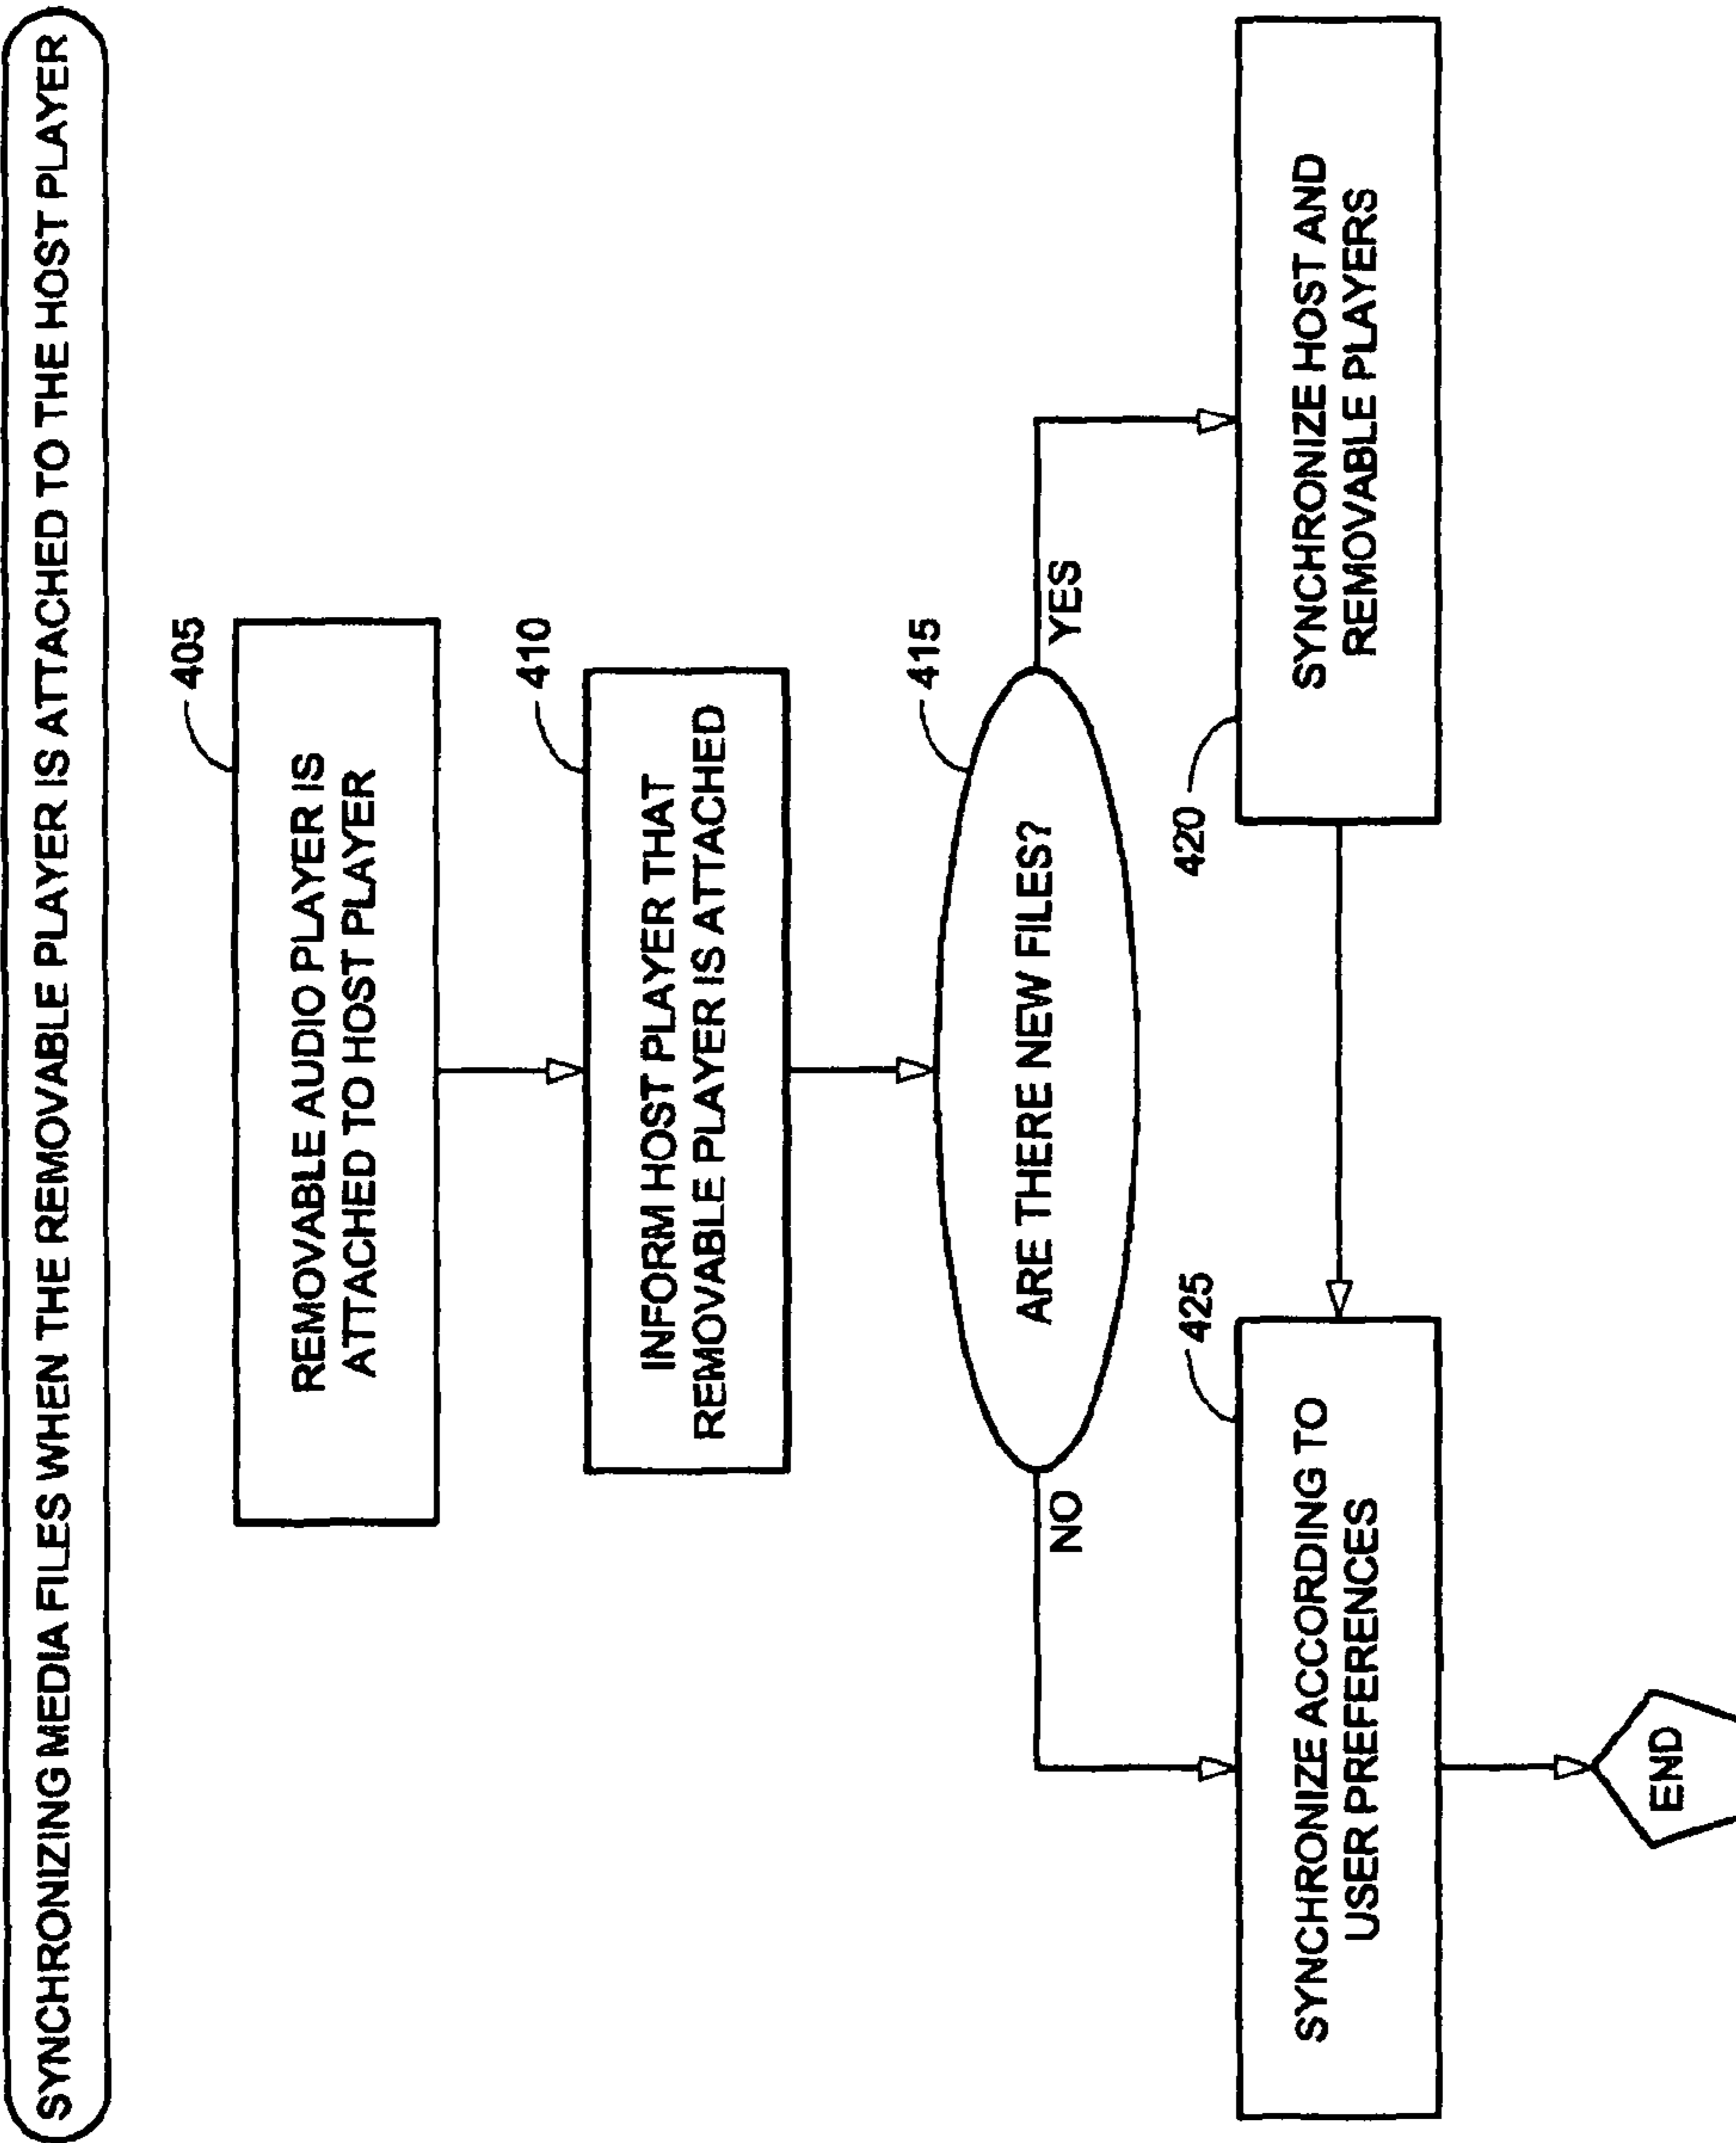 SYNCHRONIZING MEDIA FILES WHEN THE REMOVABLE PLAYER IS ATTACHED TO THE HOST PLAYER
405
REMOVABLE AUDIO PLAYER IS
ATTACHED TO HOST PLAYER
410
INFORM HOST PLAYER THAT
REMOVABLE PLAYER IS ATTACHED
415
ARE THERE NEW FILES?
NO
YES
425
SYNCHRONIZE ACCORDING TO
USER PREFERENCES
420
SYNCHRONIZE HOST AND
REMOVABLE PLAYERS
END